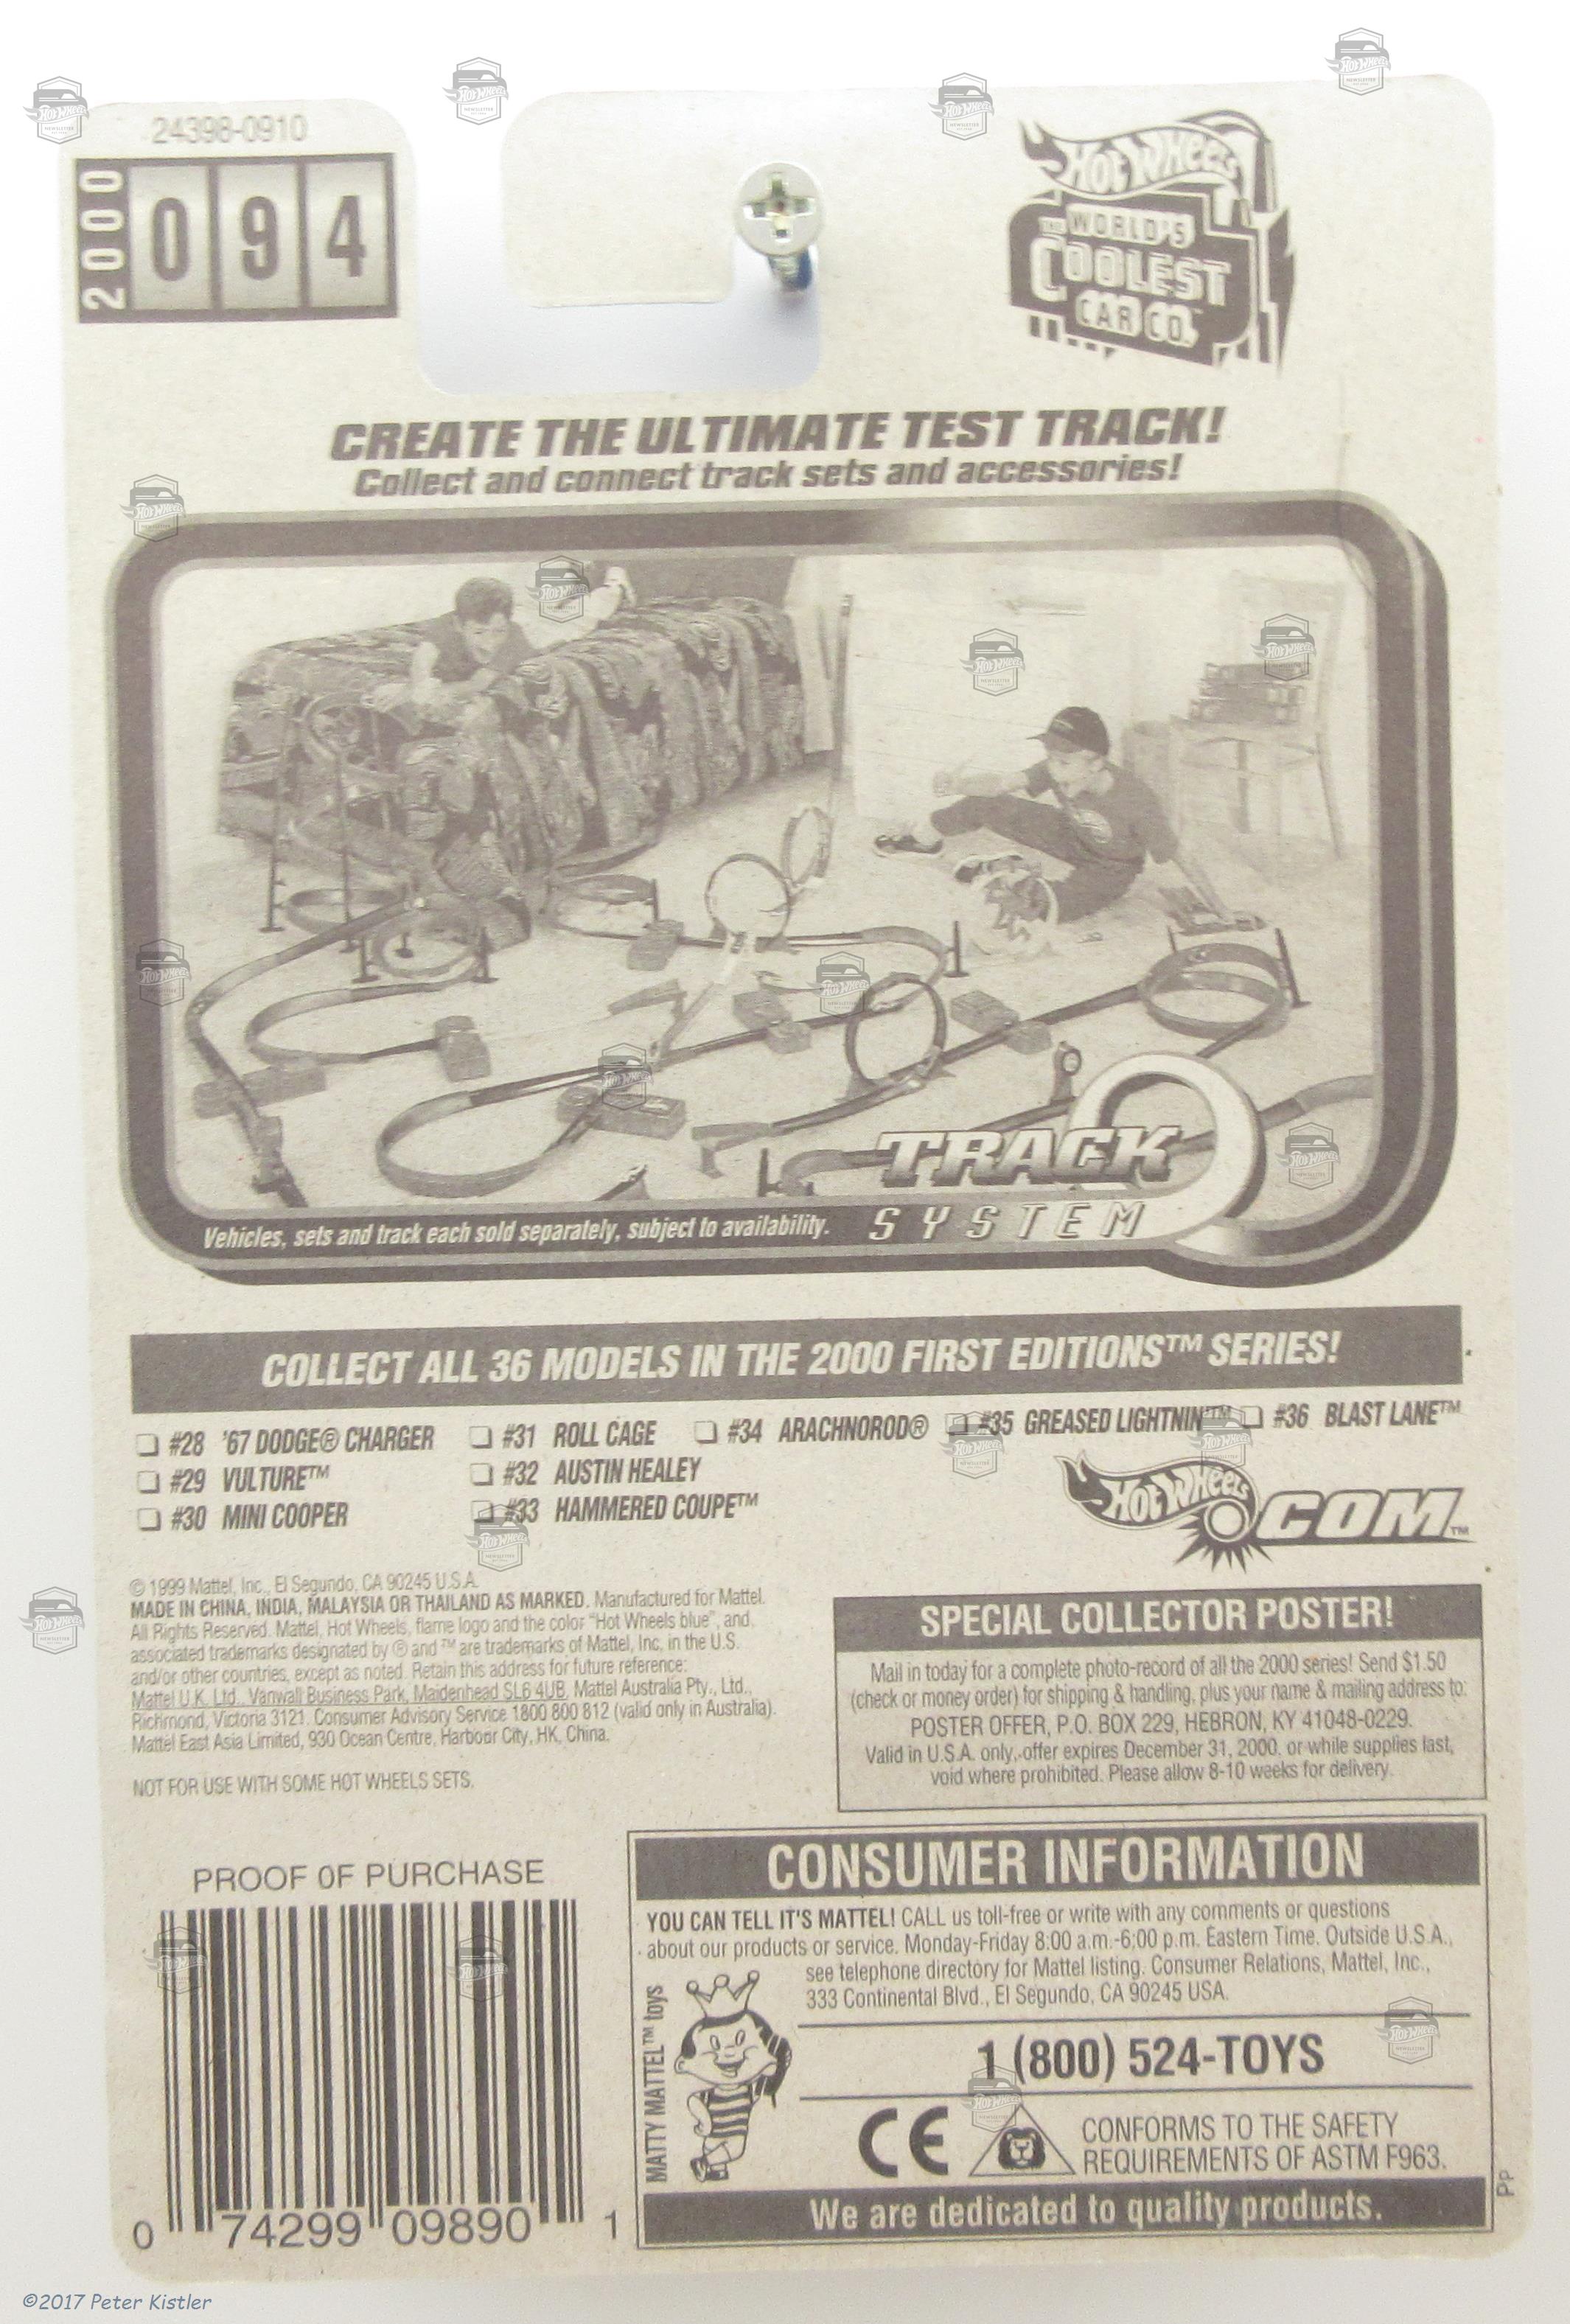 24398-0910
2000 094
HOT WHEELS
THE WORLD'S
COOLEST
CAR CO.™
CREATE THE ULTIMATE TEST TRACK!
Collect and connect track sets and accessories!
TRACK
SYSTEM
Vehicles, sets and track each sold separately, subject to availability.
COLLECT ALL 36 MODELS IN THE 2000 FIRST EDITIONS™ SERIES!
#28 '67 DODGE® CHARGER
#29 VULTURE™
#30 MINI COOPER
#31 ROLL CAGE
#32 AUSTIN HEALEY
#33 HAMMERED COUPE™
#34 ARACHNOROD®
#35 GREASED LIGHTNIN'™
#36 BLAST LANE™
HOT WHEELS.COM™
© 1999 Mattel, Inc., El Segundo, CA 90245 U.S.A.
MADE IN CHINA, INDIA, MALAYSIA OR THAILAND AS MARKED. Manufactured for Mattel.
All Rights Reserved. Mattel, Hot Wheels, flame logo and the color "Hot Wheels blue", and
associated trademarks designated by ® and ™ are trademarks of Mattel, Inc. in the U.S.
and/or other countries, except as noted. Retain this address for future reference:
Mattel U.K. Ltd., Vanwall Business Park, Maidenhead SL6 4UB. Mattel Australia Pty., Ltd.,
Richmond, Victoria 3121. Consumer Advisory Service 1800 800 812 (valid only in Australia).
Mattel East Asia Limited, 930 Ocean Centre, Harbour City, HK, China.
NOT FOR USE WITH SOME HOT WHEELS SETS.
SPECIAL COLLECTOR POSTER!
Mail in today for a complete photo-record of all the 2000 series! Send $1.50
(check or money order) for shipping & handling, plus your name & mailing address to:
POSTER OFFER, P.O. BOX 229, HEBRON, KY 41048-0229.
Valid in U.S.A. only, offer expires December 31, 2000. or while supplies last,
void where prohibited. Please allow 8-10 weeks for delivery.
PROOF OF PURCHASE
0 74299 09890 1
CONSUMER INFORMATION
YOU CAN TELL IT'S MATTEL! CALL us toll-free or write with any comments or questions
about our products or service. Monday-Friday 8:00 a.m.-6:00 p.m. Eastern Time. Outside U.S.A.,
see telephone directory for Mattel listing. Consumer Relations, Mattel, Inc.,
333 Continental Blvd., El Segundo, CA 90245 USA.
MATTY MATTEL™ toys
1 (800) 524-TOYS
CE
CONFORMS TO THE SAFETY
REQUIREMENTS OF ASTM F963.
We are dedicated to quality products.
Pp
©2017 Peter Kistler